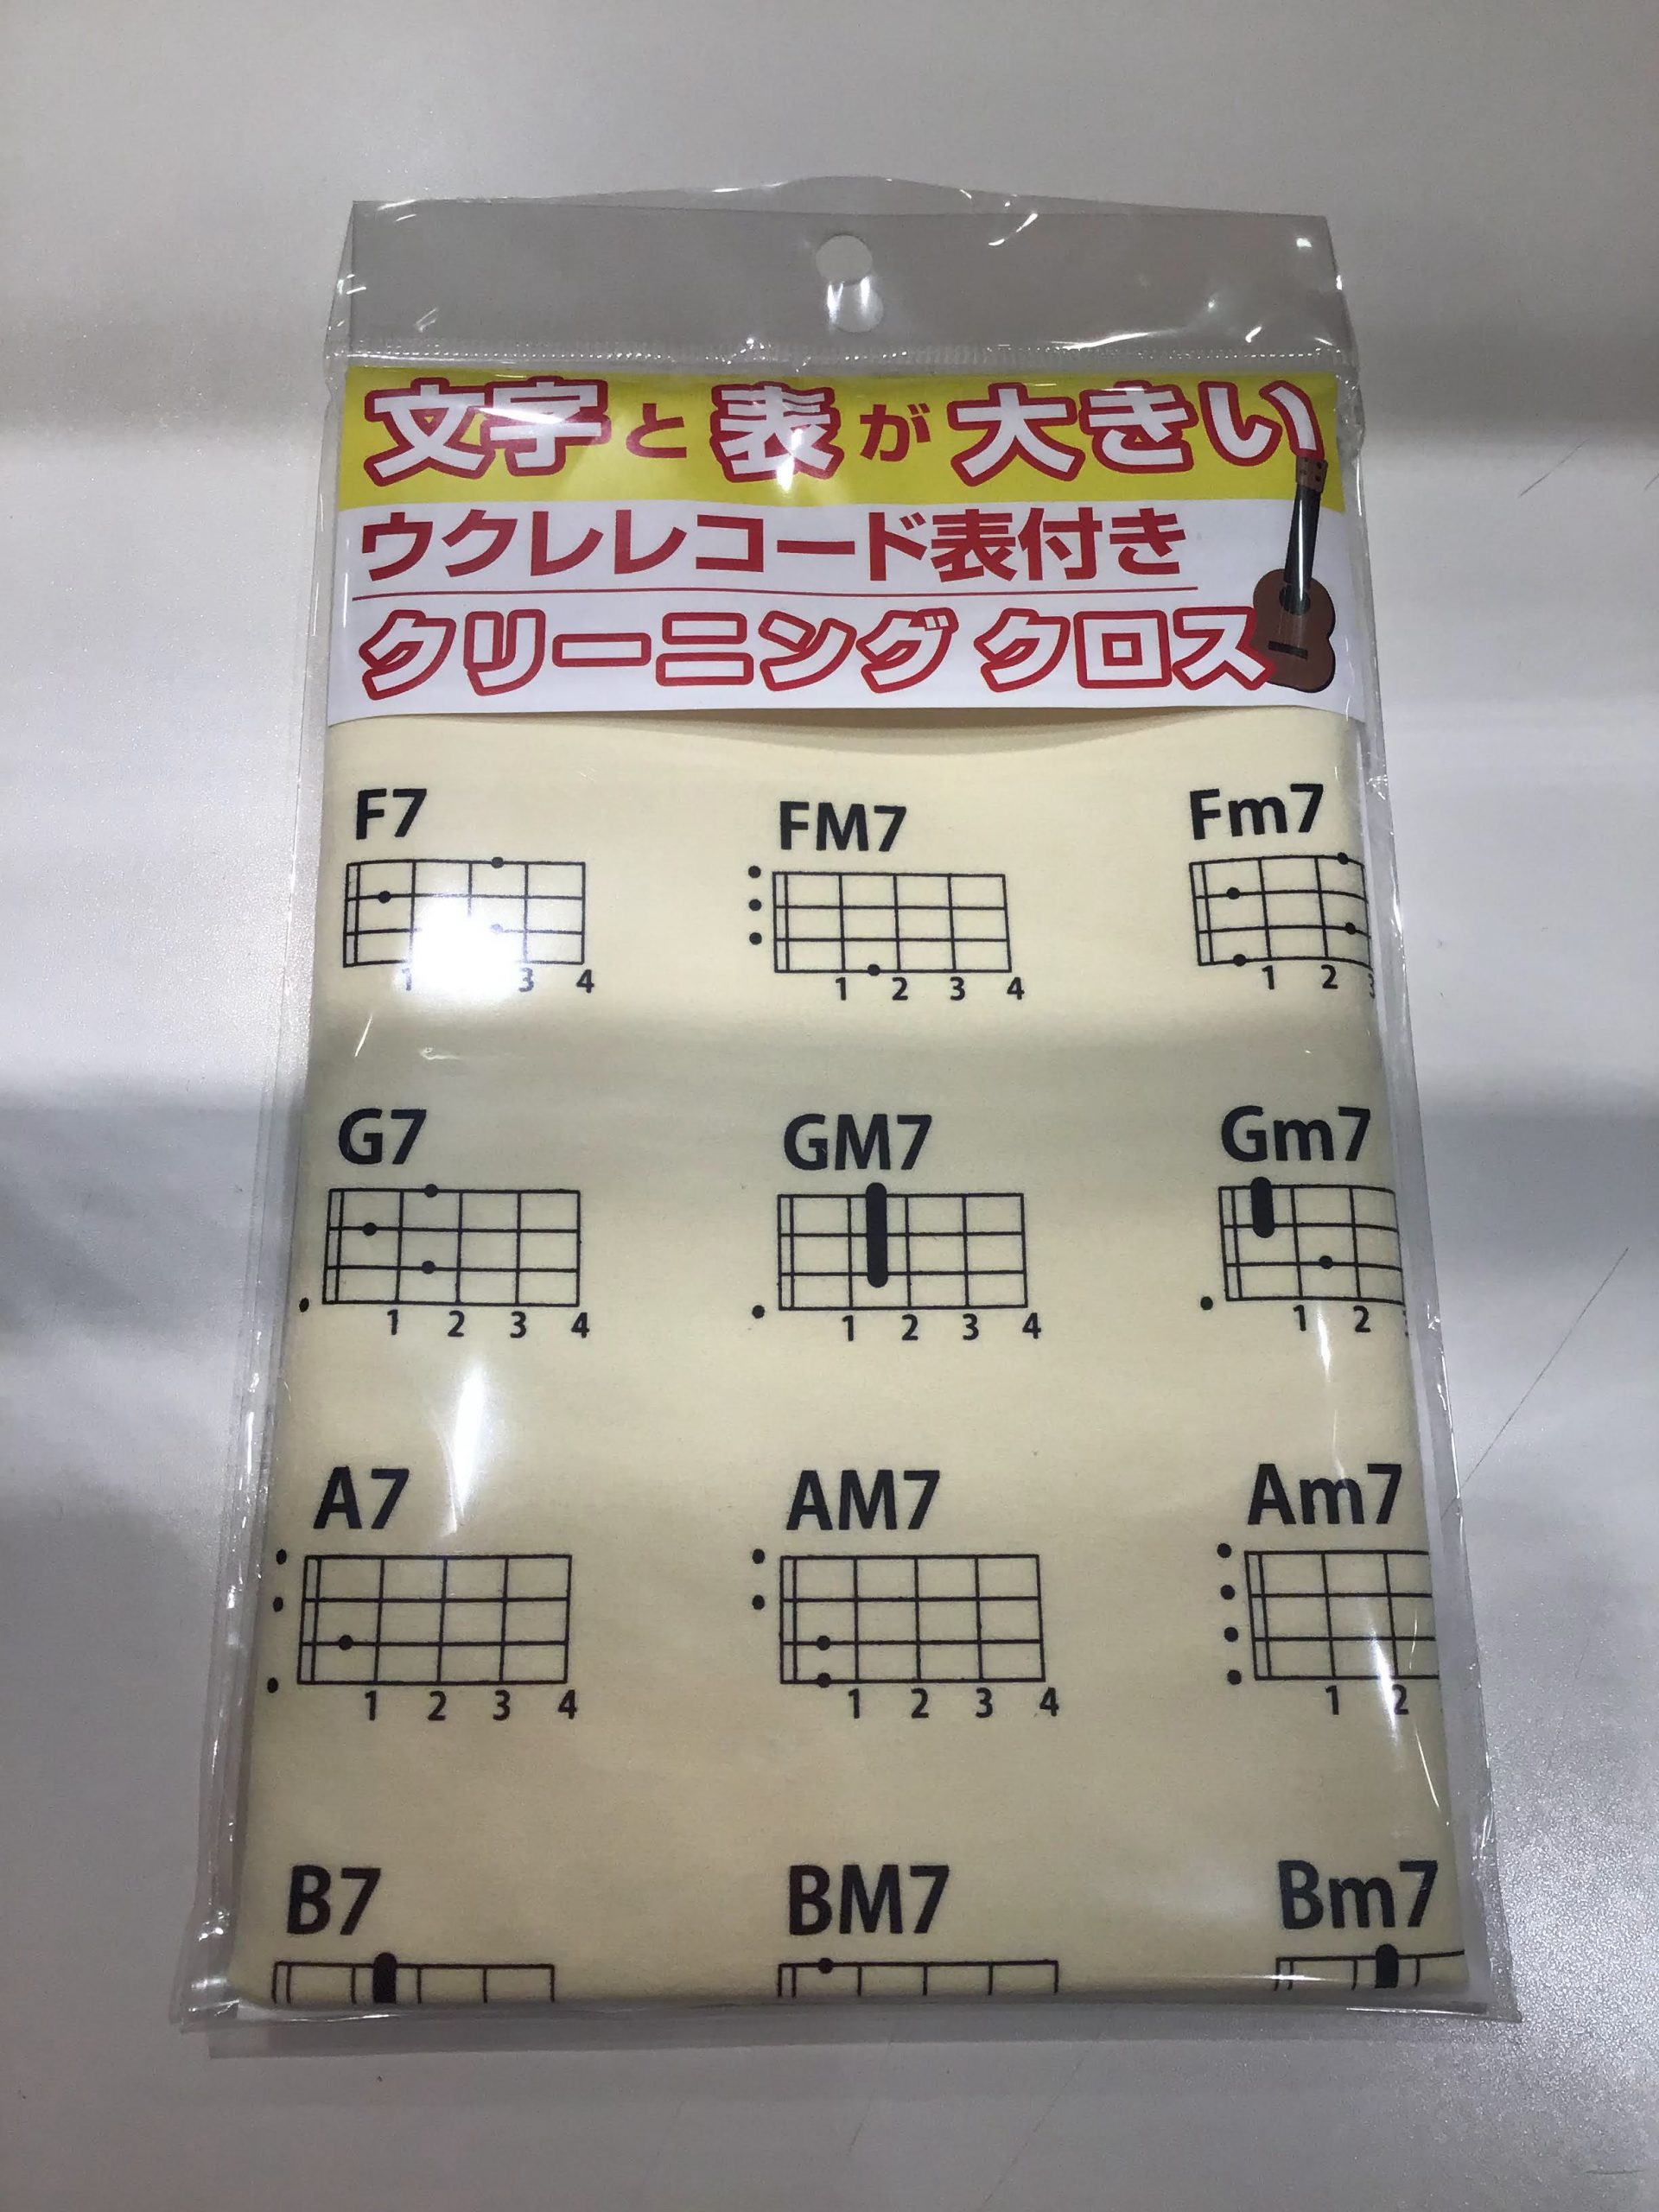 文字と表が大きい
ウクレレコード表付き
クリーニングクロス
F7 FM7 Fm7
1 3 4 1 2 3 4 1 2 3
G7 GM7 Gm7
1 2 3 4 1 2 3 4 1 2
A7 AM7 Am7
1 2 3 4 1 2 3 4 1 2
B7 BM7 Bm7